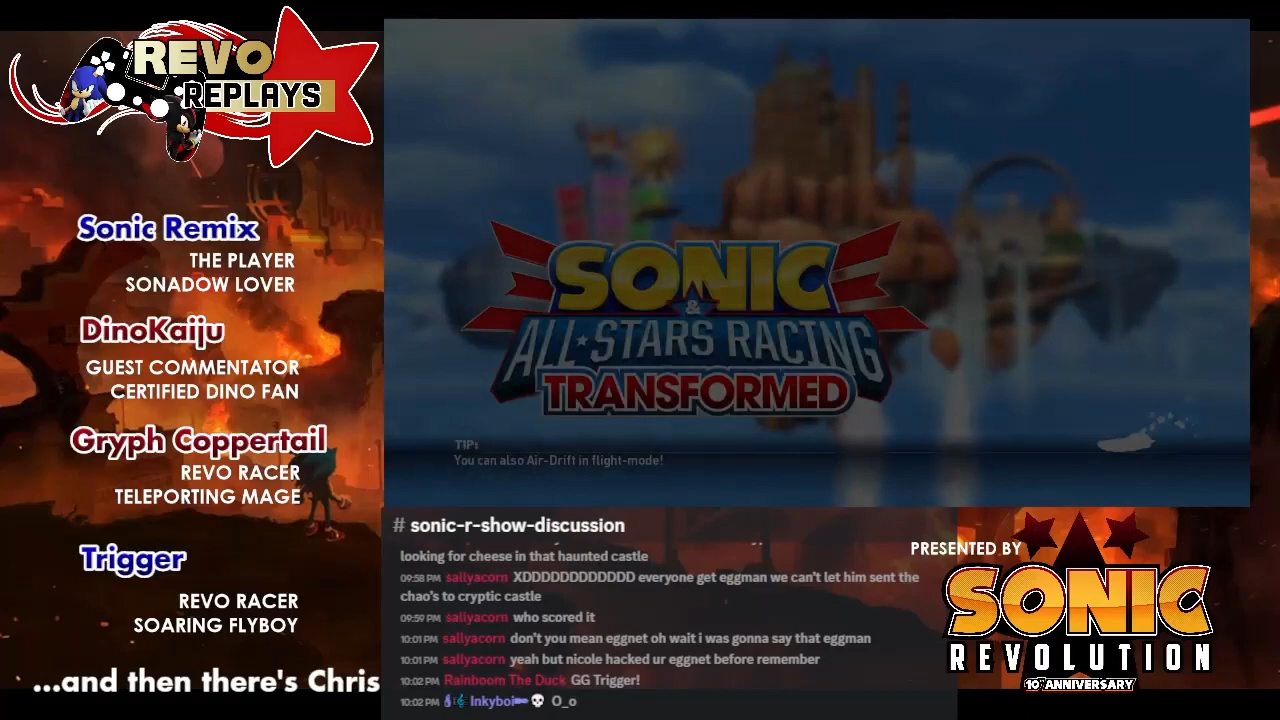 REVO
REPLAYS
Sonic Remix
THE PLAYER
SONADOW LOVER
DinoKaiju
GUEST COMMENTATOR
CERTIFIED DINO FAN
Gryph Coppertail
REVO RACER
TELEPORTING MAGE
Trigger
REVO RACER
SOARING FLYBOY
...and then there's Chris
SONIC
&
ALL★STARS RACING
TRANSFORMED
TIP:
You can also Air-Drift in flight-mode!
# sonic-r-show-discussion
looking for cheese in that haunted castle
09:58 PM sallyacorn XDDDDDDDDDDDD everyone get eggman we can't let him sent the
chao's to cryptic castle
09:59 PM sallyacorn who scored it
10:01 PM sallyacorn don't you mean eggnet oh wait i was gonna say that eggman
10:01 PM sallyacorn yeah but nicole hacked ur eggnet before remember
10:02 PM Rainboom The Duck GG Trigger!
10:02 PM Inkyboi O_o
PRESENTED BY
SONIC
REVOLUTION
10TH ANNIVERSARY